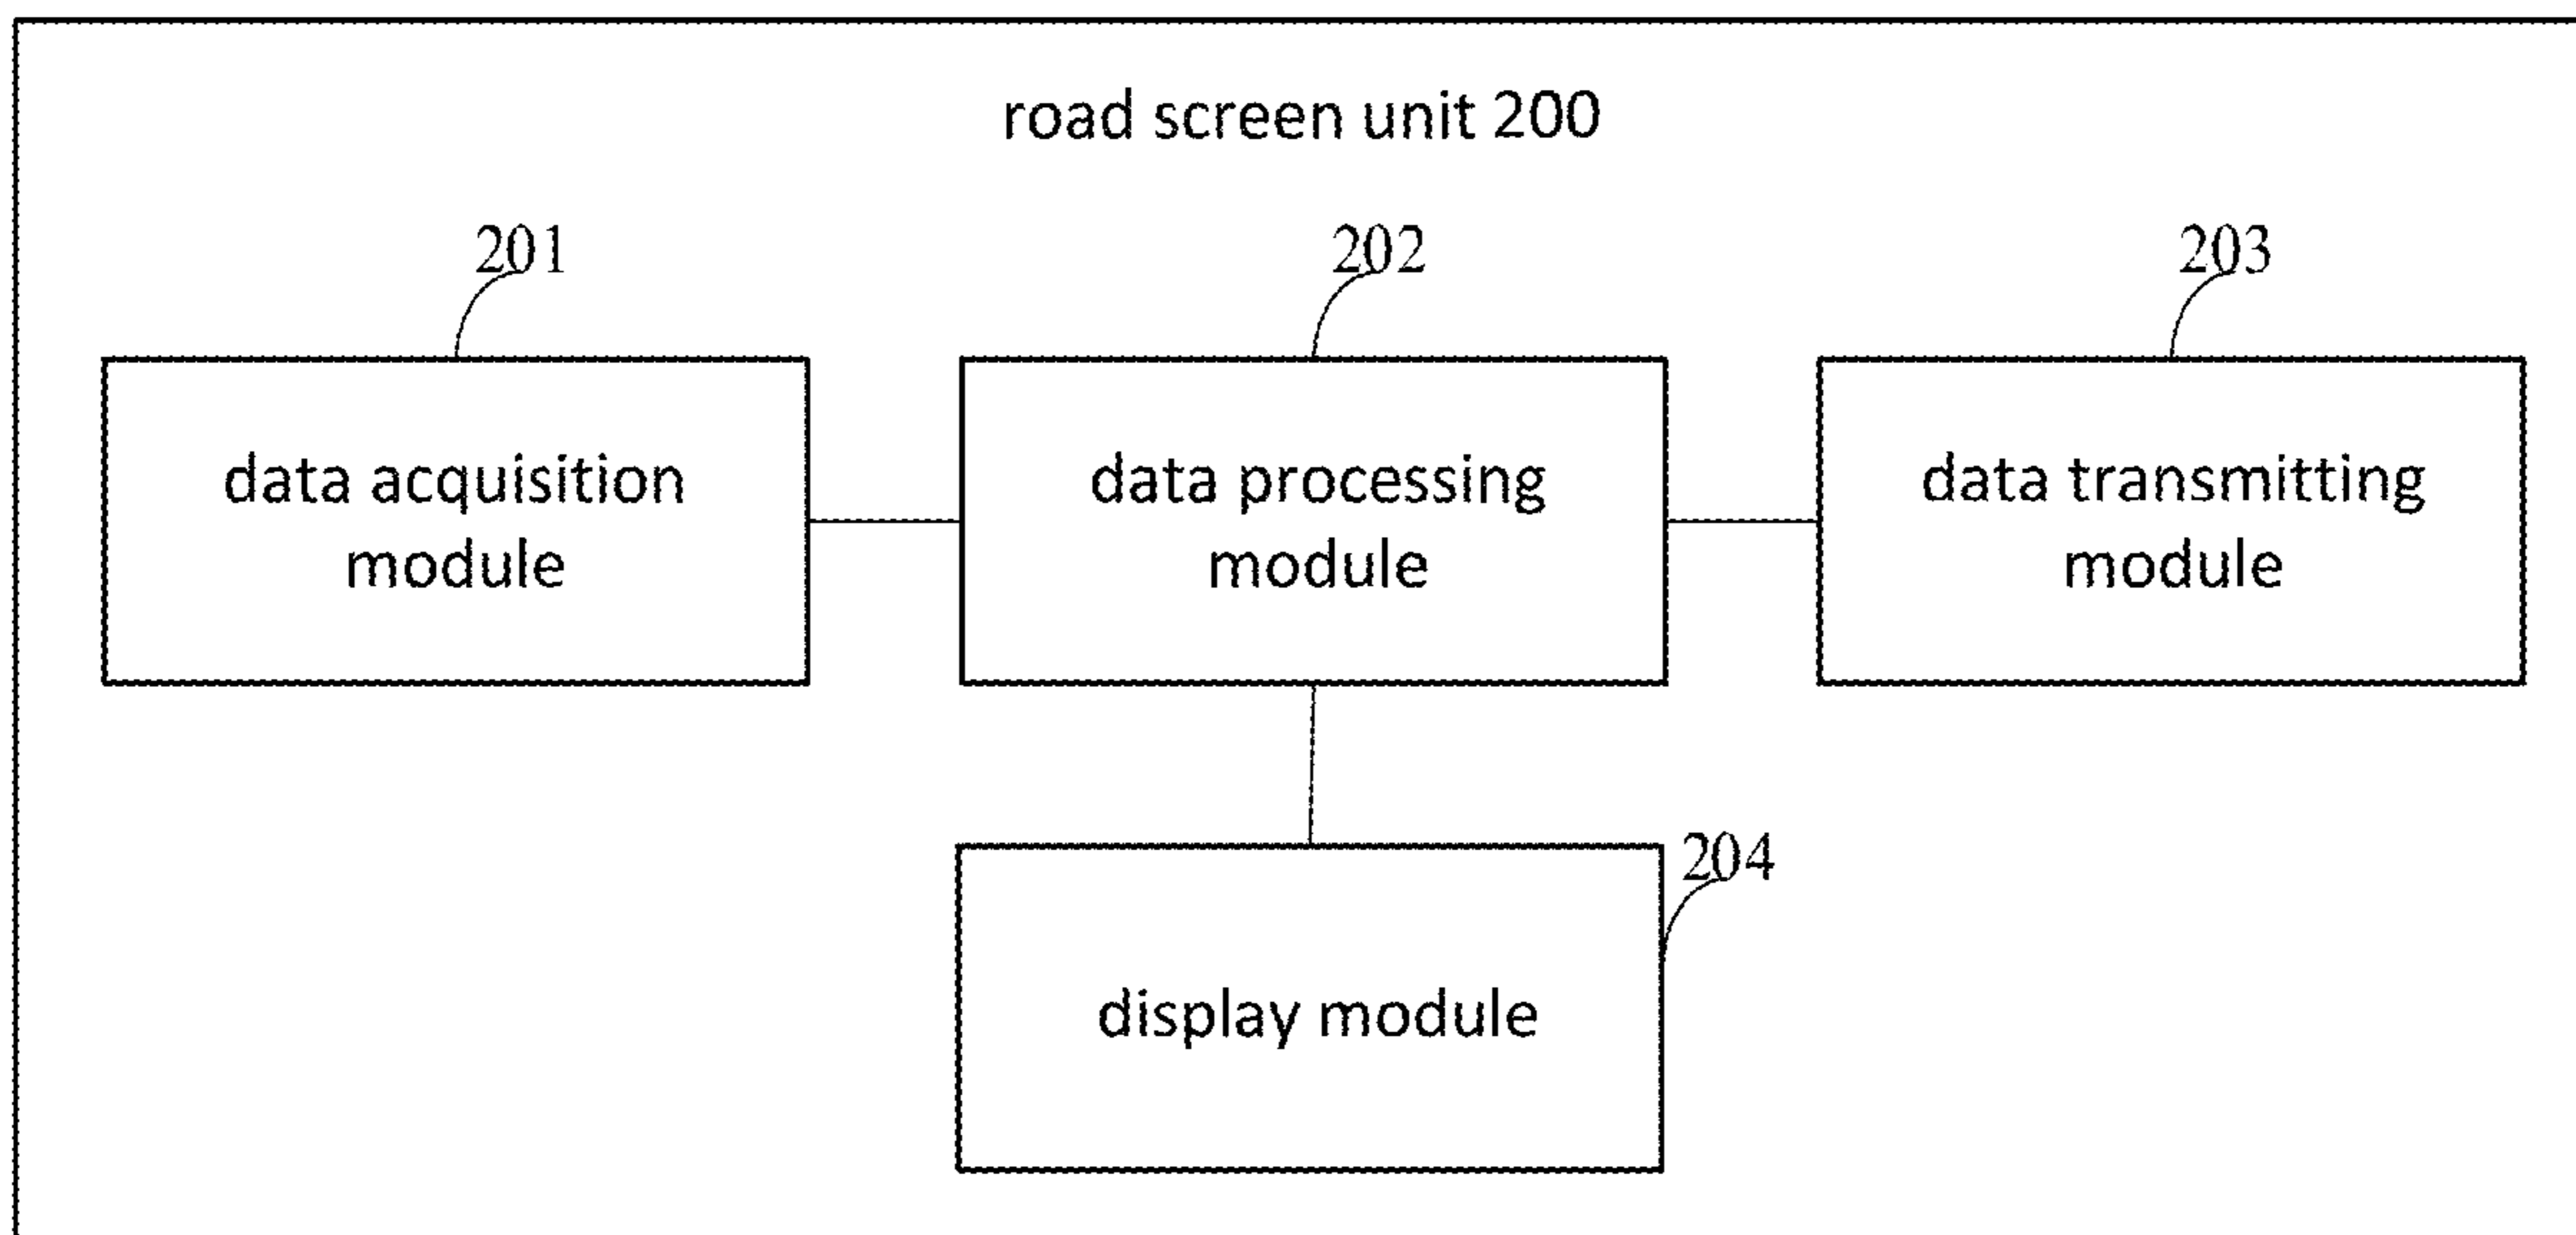 road screen unit 200
201
202
203
data acquisition
module
data processing
module
data transmitting
module
204
display module